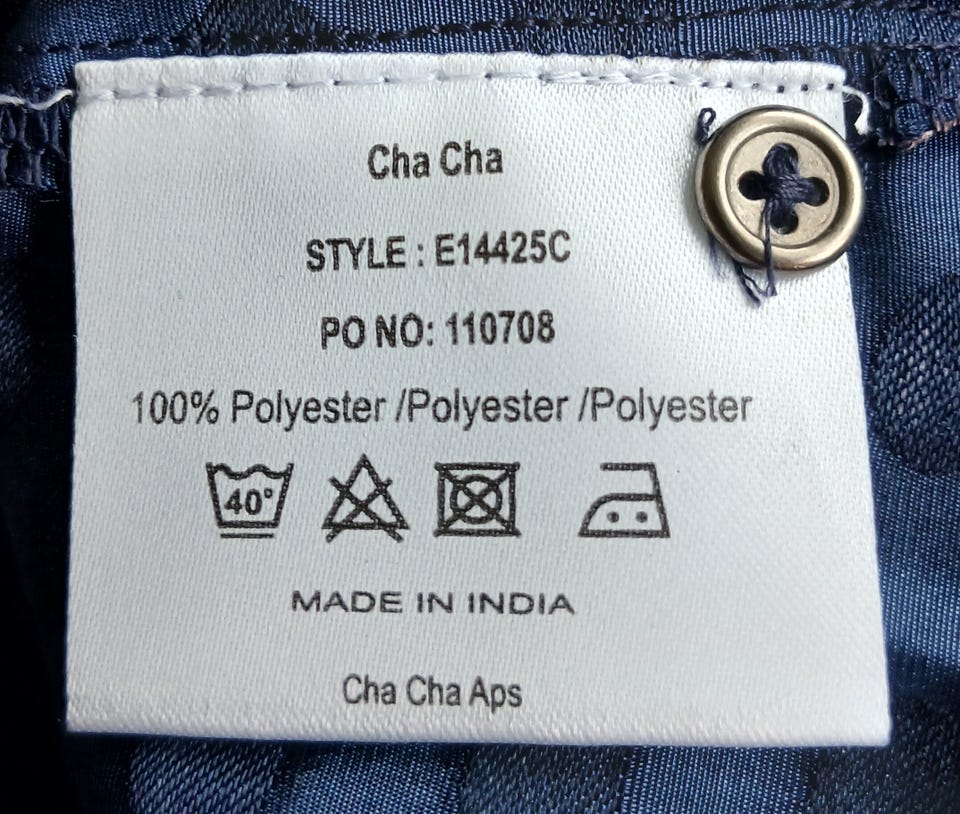 Cha Cha
STYLE : E14425C
PO NO: 110708
100% Polyester /Polyester /Polyester
40°
MADE IN INDIA
Cha Cha Aps